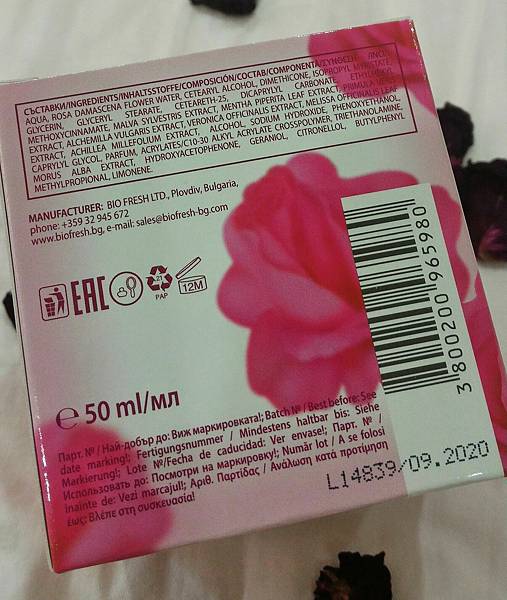 СЪСТАВКИ/INGREDIENTS/INHALTSSTOFFE/COMPOSICIÓN/СОСТАВ/COMPONENTA/ΣΥΝΘΕΣΗ (INCI):
AQUA, ROSA DAMASCENA FLOWER WATER, CETEARYL ALCOHOL, DIMETHICONE, ISOPROPYL MYRISTATE,
GLYCERIN, GLYCERYL STEARATE, CETEARETH-25, DICAPRYLYL CARBONATE, ETHYLHEXYL
METHOXYCINNAMATE, MALVA SYLVESTRIS EXTRACT, MENTHA PIPERITA LEAF EXTRACT, PRIMULA VERIS
EXTRACT, ALCHEMILLA VULGARIS EXTRACT, VERONICA OFFICINALIS EXTRACT, MELISSA OFFICINALIS LEAF
EXTRACT, ACHILLEA MILLEFOLIUM EXTRACT, ALCOHOL, SODIUM HYDROXIDE, PHENOXYETHANOL,
CAPRYLYL GLYCOL, PARFUM, ACRYLATES/C10-30 ALKYL ACRYLATE CROSSPOLYMER, TRIETHANOLAMINE,
MORUS ALBA EXTRACT, HYDROXYACETOPHENONE, GERANIOL, CITRONELLOL, BUTYLPHENYL
METHYLPROPIONAL, LIMONENE.
MANUFACTURER: BIO FRESH LTD., Plovdiv, Bulgaria,
phone: +359 32 945 672
www.biofresh.bg, e-mail: sales@biofresh-bg.com
EAC
21
PAP
12M
℮ 50 ml/мл
3 800200 965980
Парт. № / Най-добър до: Виж маркировката!; Batch № / Best before: See
date marking!; Fertigungsnummer / Mindestens haltbar bis: Siehe
Markierung!; Lote №/Fecha de caducidad: Ver envase!; Парт. № /
Использовать до: Посмотри на маркировку!; Număr lot / A se folosi
inainte de: Vezi marcajul!; Αριθ. Παρτίδας / Ανάλωση κατά προτίμηση
έως: Βλέπε στη συσκευασία!
L14839/09.2020